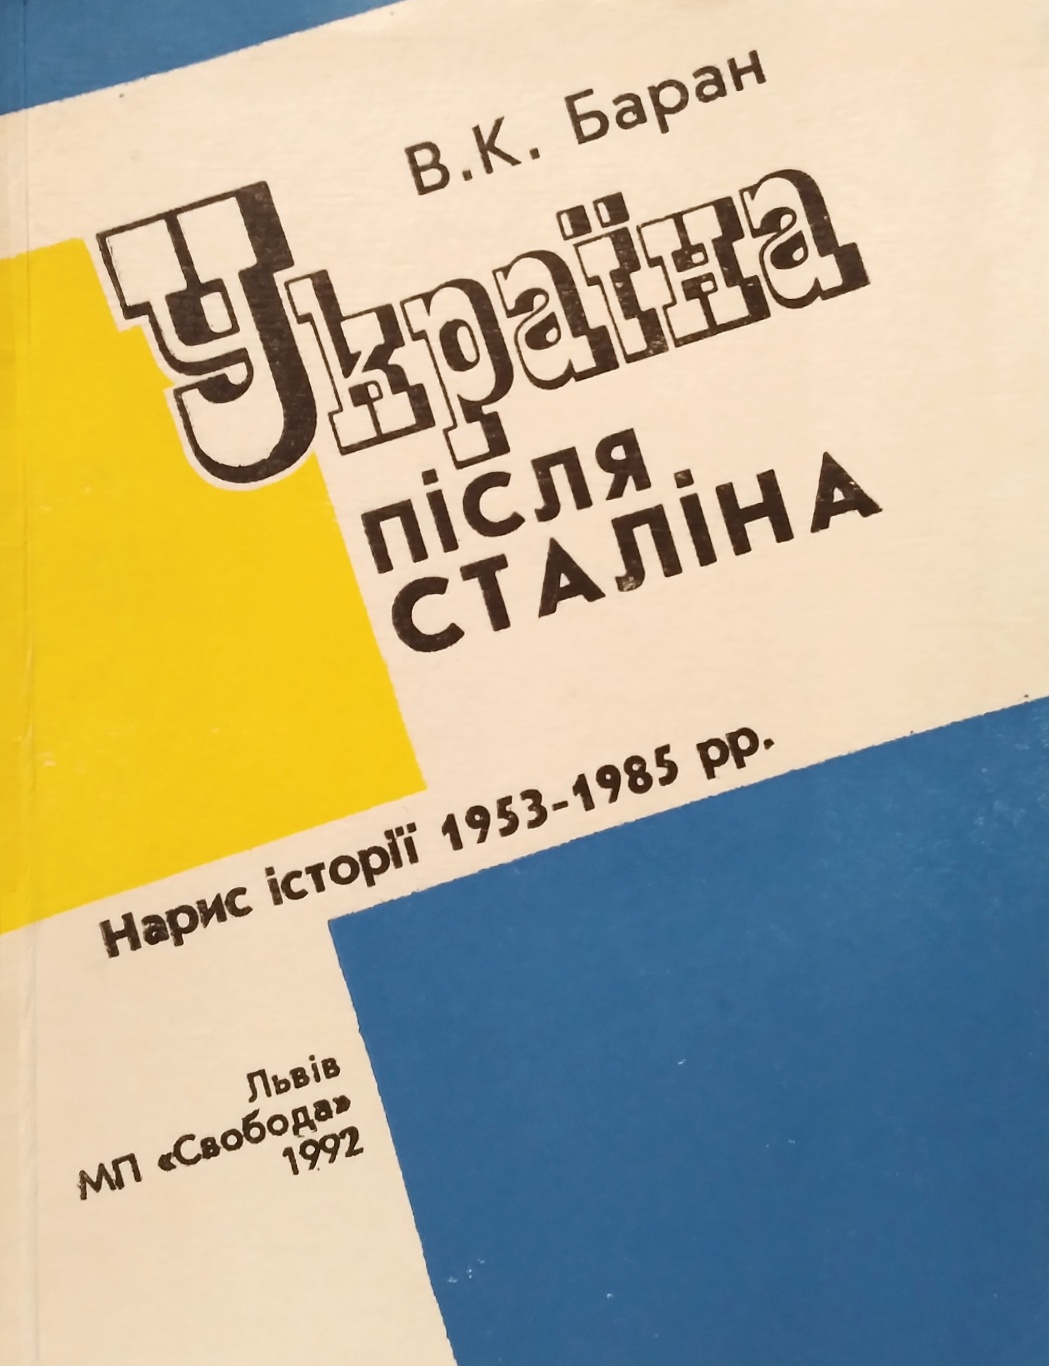 В.К. Баран
Україна
після
СТАЛІНА
Нарис історії 1953-1985 рр.
Львів
МП «Свобода»
1992